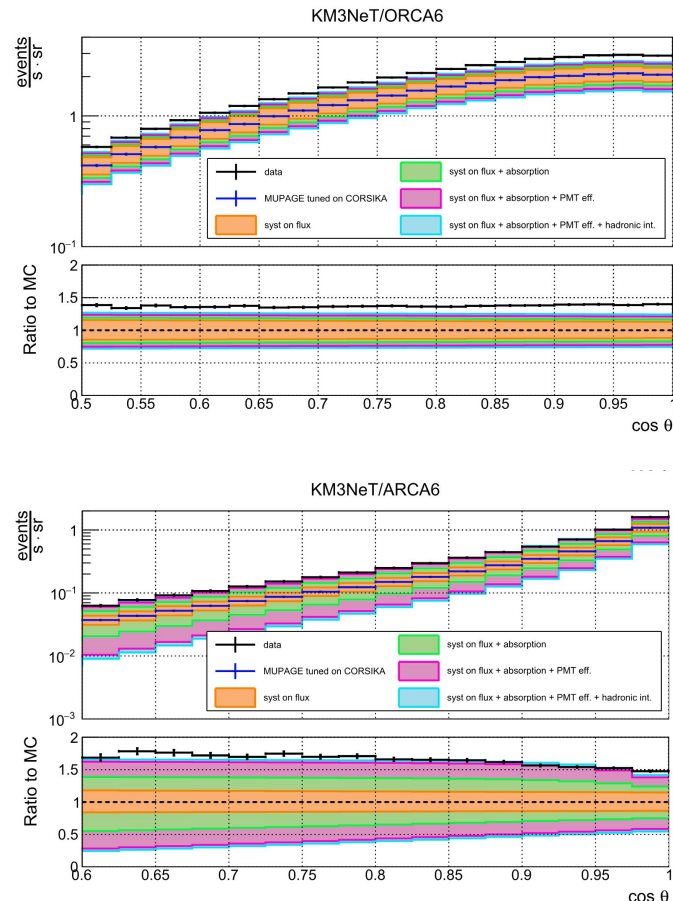 KM3NeT/ORCA6
events
s · sr
1
10⁻¹
data
MUPAGE tuned on CORSIKA
syst on flux
syst on flux + absorption
syst on flux + absorption + PMT eff.
syst on flux + absorption + PMT eff. + hadronic int.
Ratio to MC
2
1.5
1
0.5
0
0.5 0.55 0.6 0.65 0.7 0.75 0.8 0.85 0.9 0.95 1
cos θ
KM3NeT/ARCA6
events
s · sr
1
10⁻¹
10⁻²
10⁻³
data
MUPAGE tuned on CORSIKA
syst on flux
syst on flux + absorption
syst on flux + absorption + PMT eff.
syst on flux + absorption + PMT eff. + hadronic int.
Ratio to MC
2
1.5
1
0.5
0
0.6 0.65 0.7 0.75 0.8 0.85 0.9 0.95 1
cos θ